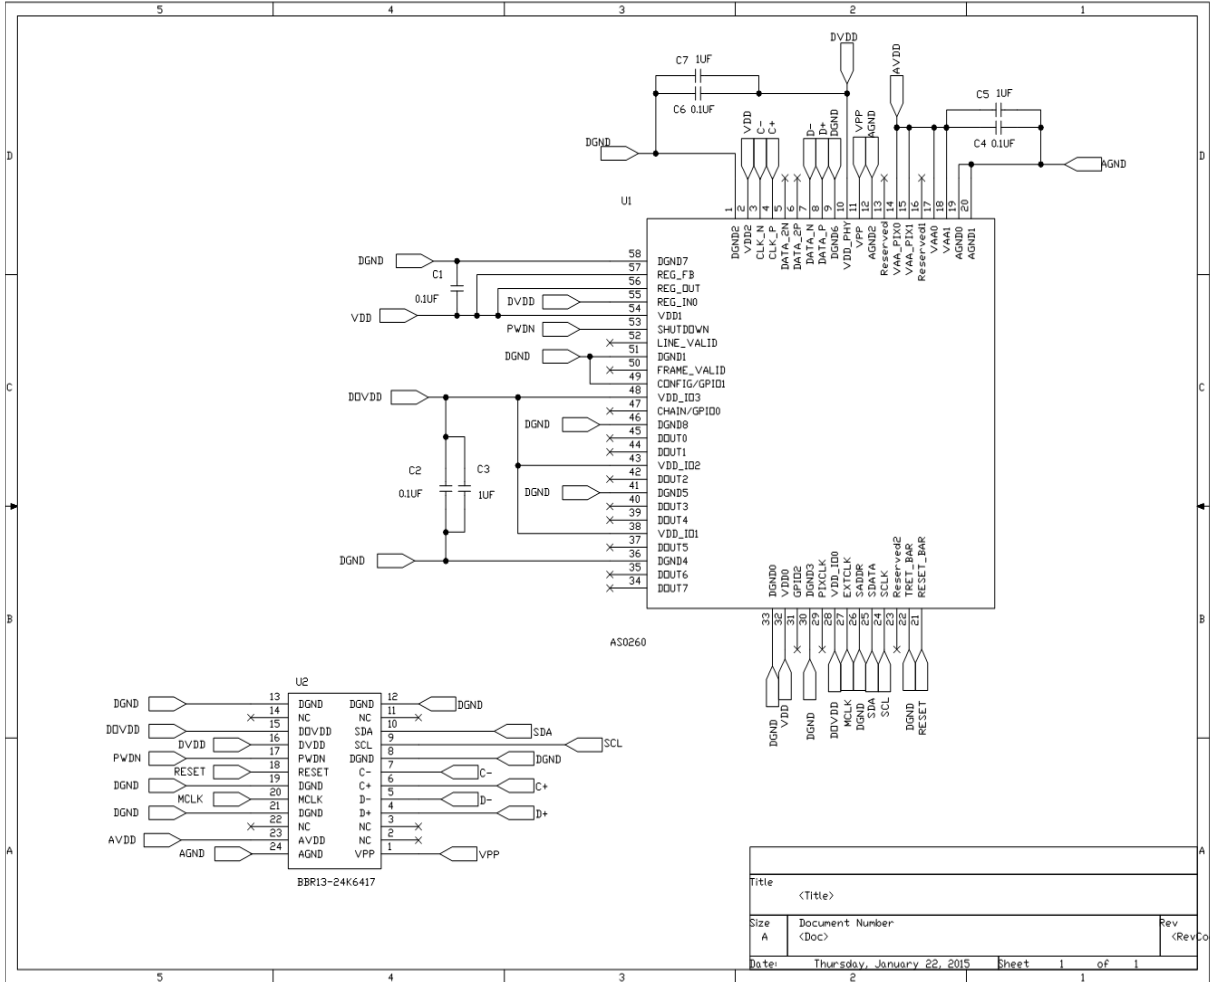 5 4 3 2 1
D
C
B
A
DVDD
C7 1UF
C6 0.1UF
AVDD
C5 1UF
C4 0.1UF
DGND
AGND
VDD
C-
C+
D-
D+
DGND
VPP
AGND
U1
1 DGND2
2 VDD2
3 CLK_N
4 CLK_P
5 DATA_2N
6 DATA_2P
7 DATA_N
8 DATA_P
9 DGND6
10 VDD_PHY
11 VPP
12 AGND2
13 Reserved
14 VAA_PIX0
15 VAA_PIX1
16 Reserved1
17 VAA0
18 VAA1
19 AGND0
20 AGND1
DGND
C1
0.1UF
VDD
DVDD
PWDN
DGND
DOVDD
DGND
C2
0.1UF
C3
1UF
DGND
DGND
58 DGND7
57 REG_FB
56 REG_OUT
55 REG_IN0
54 VDD1
53 SHUTDOWN
52 LINE_VALID
51 DGND1
50 FRAME_VALID
49 CONFIG/GPIO1
48 VDD_IO3
47 CHAIN/GPIO0
46 DGND8
45 DOUT0
44 DOUT1
43 VDD_IO2
42 DOUT2
41 DGND5
40 DOUT3
39 DOUT4
38 VDD_IO1
37 DOUT5
36 DGND4
35 DOUT6
34 DOUT7
33 DGND0
32 VDD0
31 GPIO2
30 DGND3
29 PIXCLK
28 VDD_IO0
27 EXTCLK
26 SADDR
25 SDATA
24 SCLK
23 Reserved2
22 TRET_BAR
21 RESET_BAR
AS0260
DGND
VDD
DGND
DOVDD
MCLK
DGND
SDA
SCL
DGND
RESET
U2
DGND 13 DGND DGND 12 DGND
14 NC NC 11
DOVDD 15 DOVDD SDA 10 SDA
DVDD 16 DVDD SCL 9 SCL
PWDN 17 PWDN DGND 8 DGND
RESET 18 RESET C- 7 C-
DGND 19 DGND C+ 6 C+
MCLK 20 MCLK D- 5 D-
DGND 21 DGND D+ 4 D+
22 NC NC 3
AVDD 23 AVDD NC 2
AGND 24 AGND VPP 1 VPP
BBR13-24K6417
Title
<Title>
Size Document Number Rev
A <Doc> <RevCo
Date: Thursday, January 22, 2015 Sheet 1 of 1
D
C
B
A
5 4 3 2 1